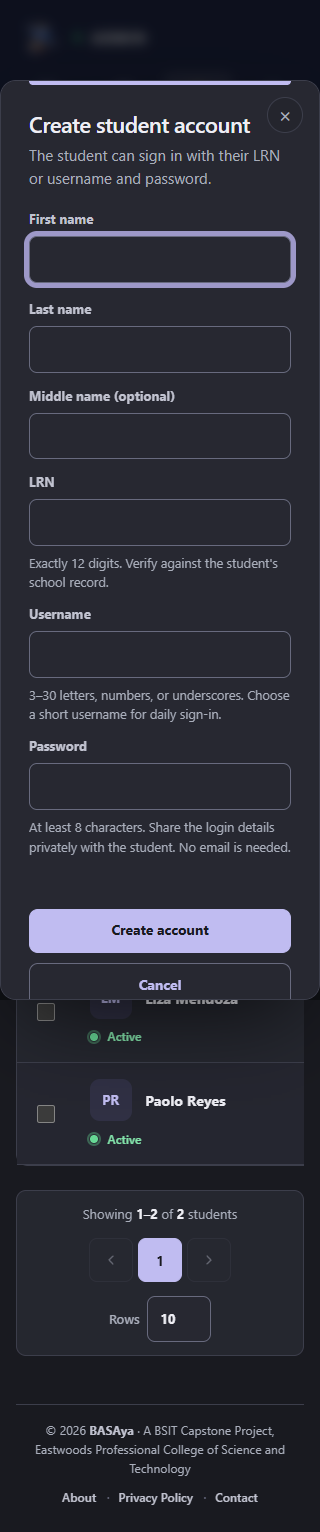 Create student account
×
The student can sign in with their LRN
or username and password.
First name
Last name
Middle name (optional)
LRN
Exactly 12 digits. Verify against the student's
school record.
Username
3–30 letters, numbers, or underscores. Choose
a short username for daily sign-in.
Password
At least 8 characters. Share the login details
privately with the student. No email is needed.
Create account
Cancel
Liza Mendoza
Active
PR
Paolo Reyes
Active
Showing 1–2 of 2 students
‹ 1 ›
Rows 10
© 2026 BASAya · A BSIT Capstone Project,
Eastwoods Professional College of Science and
Technology
About · Privacy Policy · Contact